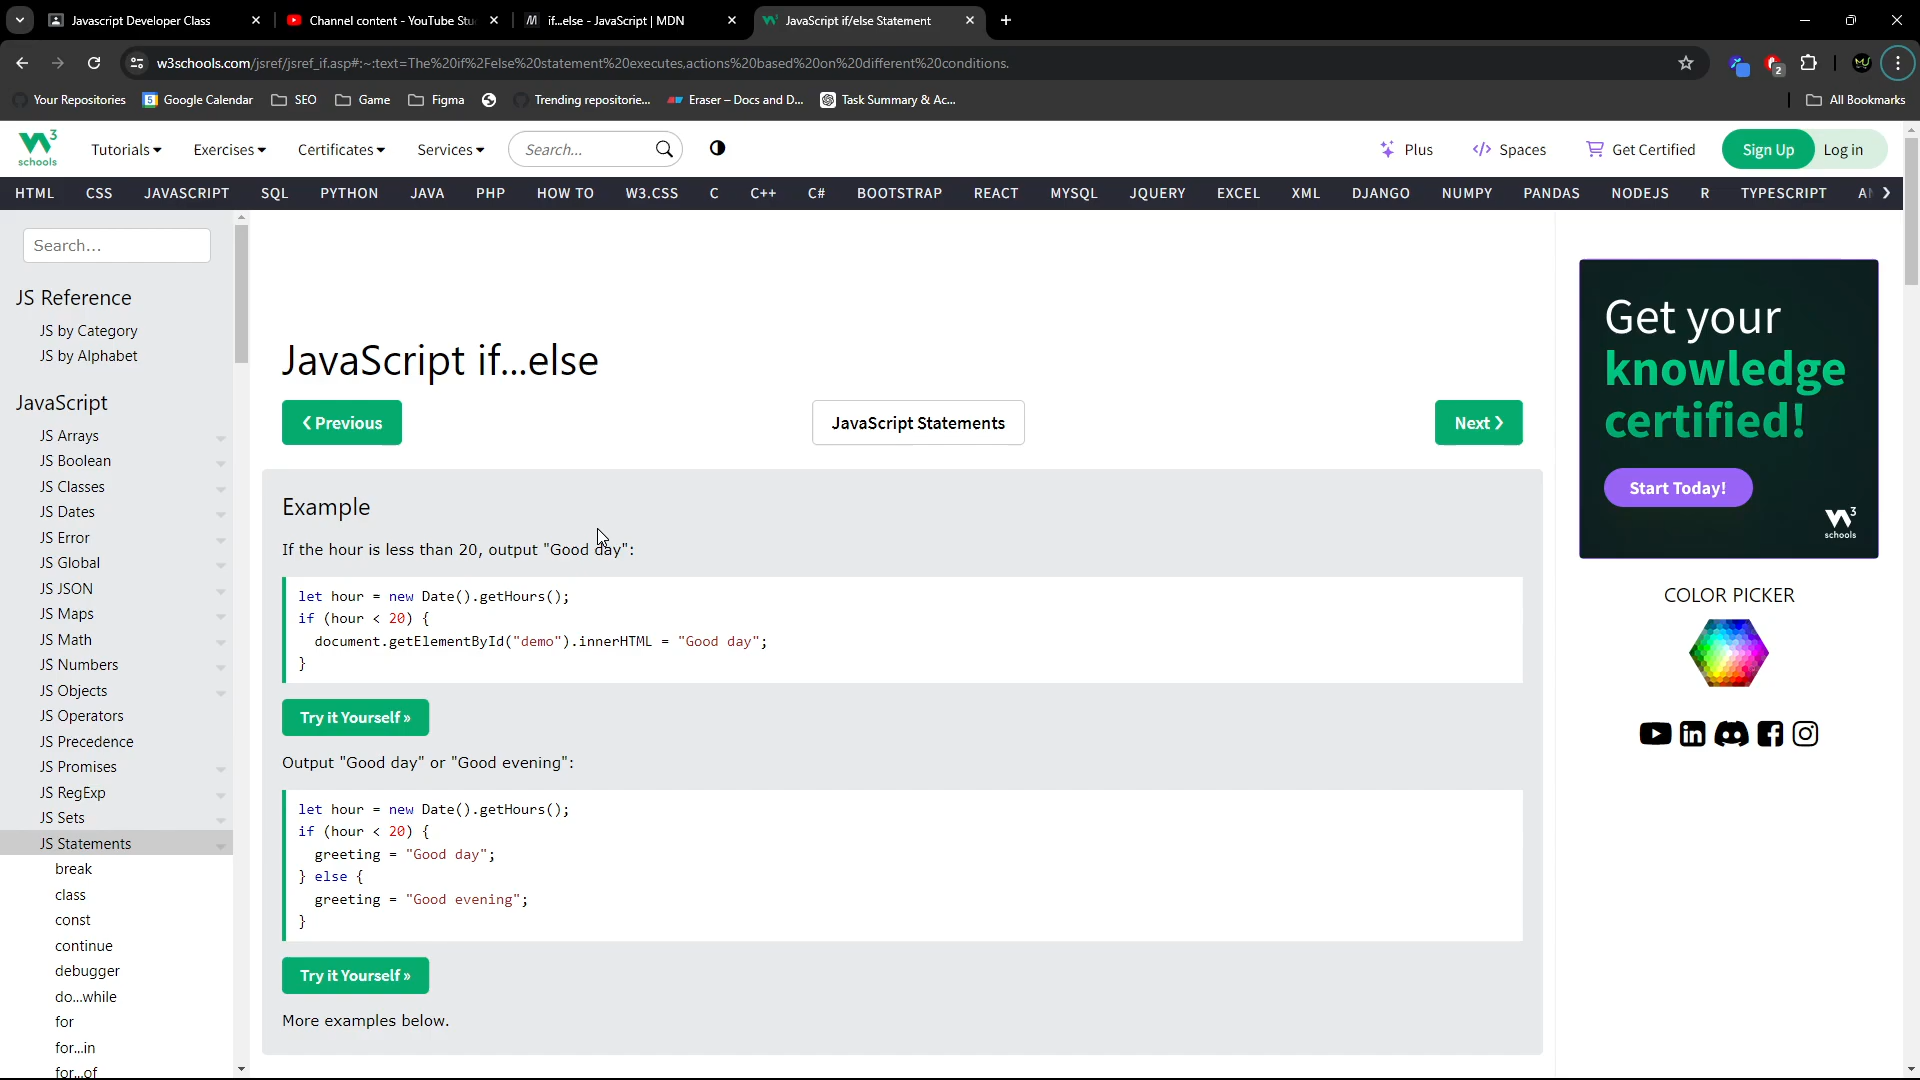 Javascript Developer Class
Channel content - YouTube Stu
if...else - JavaScript | MDN
JavaScript if/else Statement
w3schools.com/jsref/jsref_if.asp#:~:text=The%20if%2Felse%20statement%20executes,actions%20based%20on%20different%20conditions.
2
Your Repositories
Google Calendar
SEO
Game
Figma
Trending repositorie...
Eraser – Docs and D...
Task Summary & Ac...
All Bookmarks
W3 schools
Tutorials
Exercises
Certificates
Services
Search...
Plus
Spaces
Get Certified
Sign Up
Log in
HTML CSS JAVASCRIPT SQL PYTHON JAVA PHP HOW TO W3.CSS C C++ C# BOOTSTRAP REACT MYSQL JQUERY EXCEL XML DJANGO NUMPY PANDAS NODEJS R TYPESCRIPT
Search...
JS Reference
JS by Category
JS by Alphabet
JavaScript
JS Arrays
JS Boolean
JS Classes
JS Dates
JS Error
JS Global
JS JSON
JS Maps
JS Math
JS Numbers
JS Objects
JS Operators
JS Precedence
JS Promises
JS RegExp
JS Sets
JS Statements
break
class
const
continue
debugger
do...while
for
for...in
for...of
JavaScript if...else
❮ Previous
JavaScript Statements
Next ❯
Example
If the hour is less than 20, output "Good day":
let hour = new Date().getHours();
if (hour < 20) {
document.getElementById("demo").innerHTML = "Good day";
}
Try it Yourself »
Output "Good day" or "Good evening":
let hour = new Date().getHours();
if (hour < 20) {
greeting = "Good day";
} else {
greeting = "Good evening";
}
Try it Yourself »
More examples below.
Get your
knowledge
certified!
Start Today!
W3 schools
COLOR PICKER